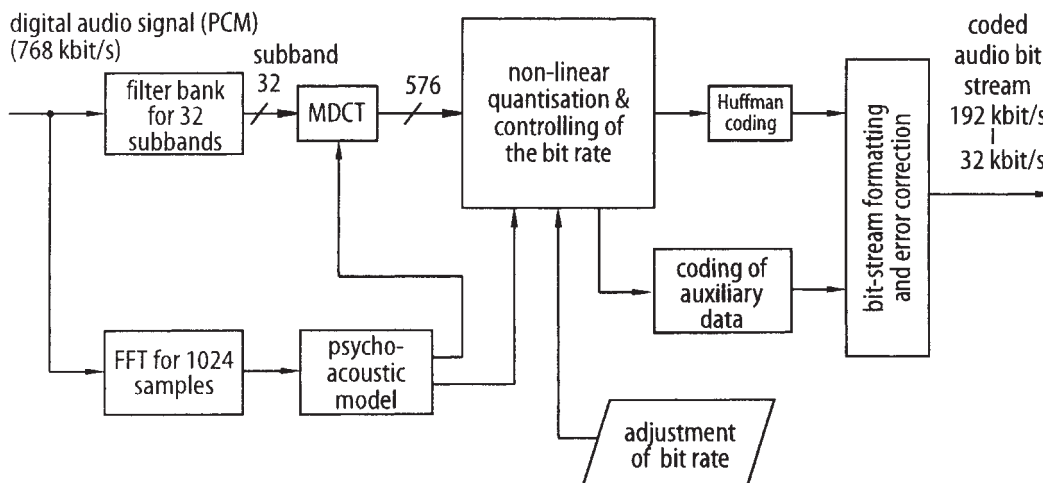 digital audio signal (PCM)
(768 kbit/s)
filter bank
for 32
subbands
subband
32
MDCT
576
non-linear
quantisation &
controlling of
the bit rate
Huffman
coding
coded
audio bit
stream
192 kbit/s
32 kbit/s
bit-stream formatting
and error correction
coding of
auxiliary
data
FFT for 1024
samples
psycho-
acoustic
model
adjustment
of bit rate